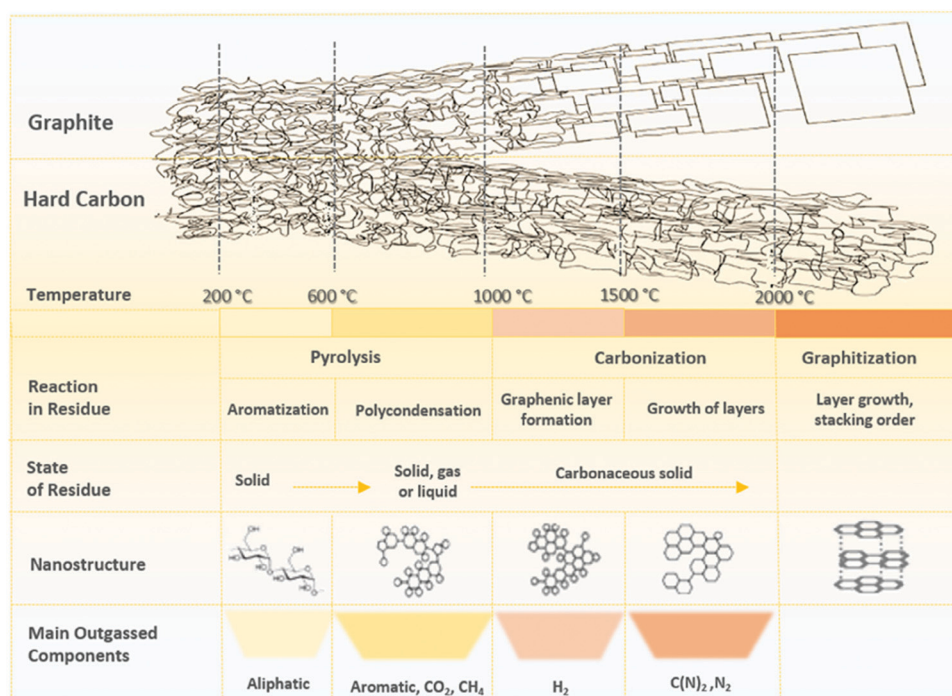 Graphite
Hard Carbon
Temperature
200 °C
600 °C
1000 °C
1500 °C
2000 °C
Pyrolysis
Carbonization
Graphitization
Reaction
in Residue
Aromatization
Polycondensation
Graphenic layer
formation
Growth of layers
Layer growth,
stacking order
State
of Residue
Solid
Solid, gas
or liquid
Carbonaceous solid
Nanostructure
Main Outgassed
Components
Aliphatic
Aromatic, CO₂, CH₄
H₂
C(N)₂ ,N₂